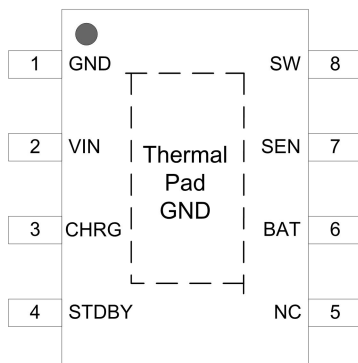 1 GND SW 8
2 VIN SEN 7
Thermal
Pad
GND
3 CHRG BAT 6
4 STDBY NC 5